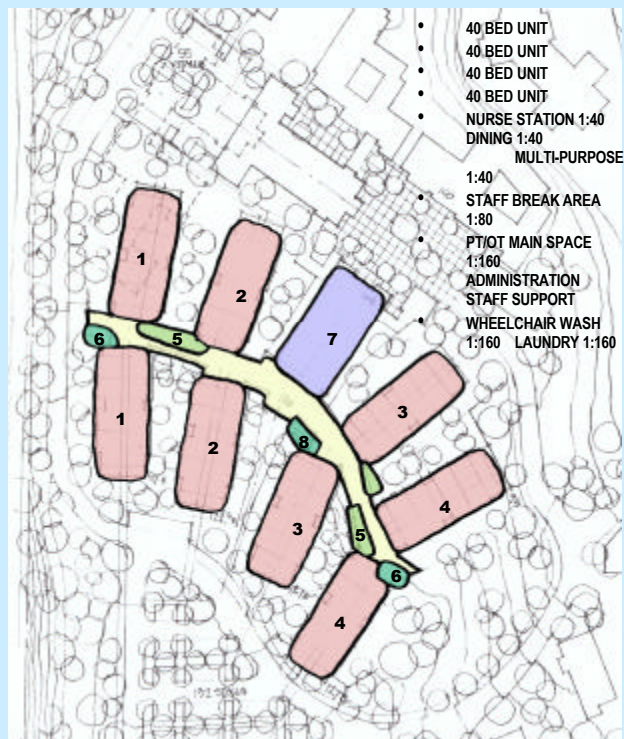 • 40 BED UNIT
• 40 BED UNIT
• 40 BED UNIT
• 40 BED UNIT
• NURSE STATION 1:40
DINING 1:40
MULTI-PURPOSE
1:40
• STAFF BREAK AREA
1:80
• PT/OT MAIN SPACE
1:160
ADMINISTRATION
STAFF SUPPORT
• WHEELCHAIR WASH
1:160 LAUNDRY 1:160
1
2
7
6
5
3
1
2
8
4
3
5
6
4